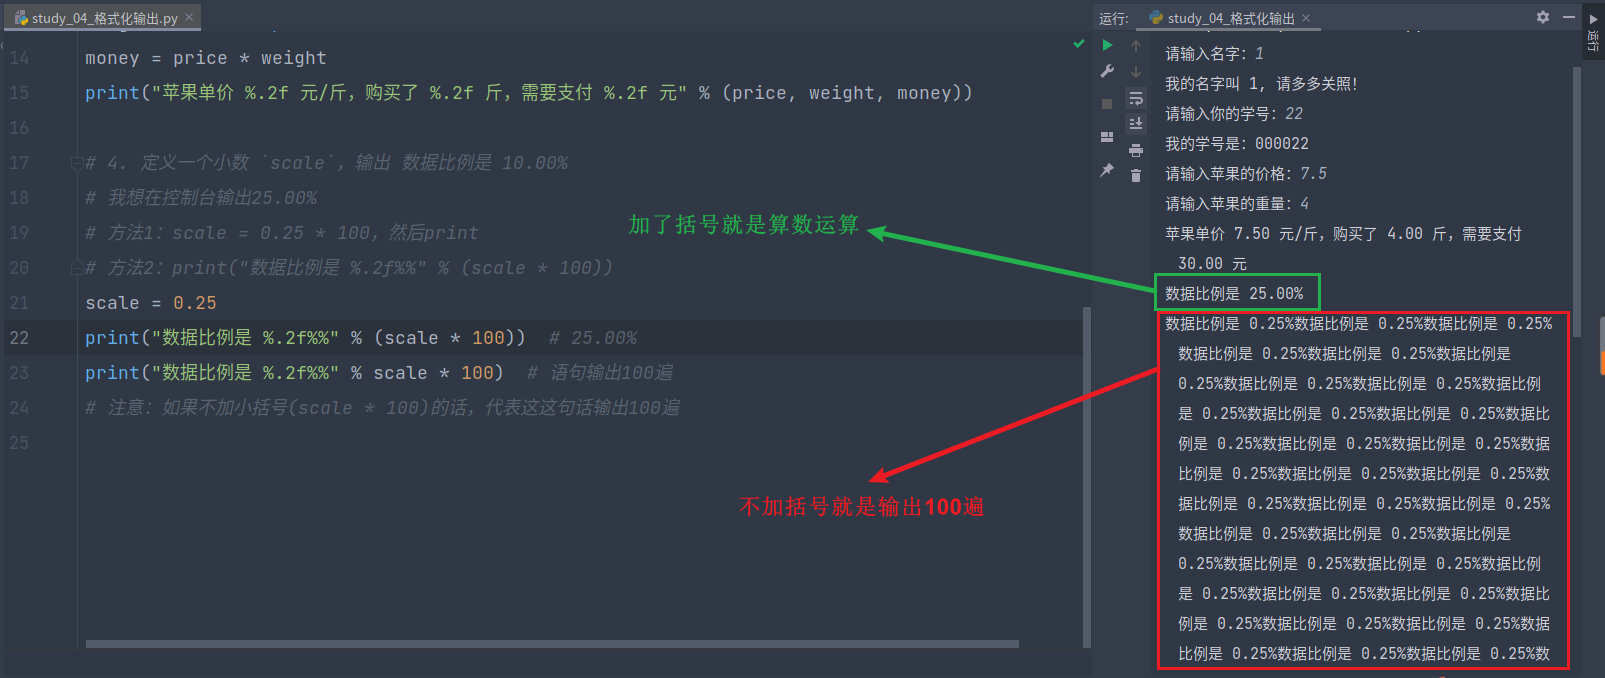 study_04_格式化输出.py
14 money = price * weight
15 print("苹果单价 %.2f 元/斤，购买了 %.2f 斤，需要支付 %.2f 元" % (price, weight, money))
16
17 # 4. 定义一个小数 `scale`，输出 数据比例是 10.00%
18 # 我想在控制台输出25.00%
19 # 方法1：scale = 0.25 * 100，然后print
20 # 方法2：print("数据比例是 %.2f%%" % (scale * 100))
21 scale = 0.25
22 print("数据比例是 %.2f%%" % (scale * 100))  # 25.00%
23 print("数据比例是 %.2f%%" % scale * 100)  # 语句输出100遍
24 # 注意：如果不加小括号(scale * 100)的话，代表这这句话输出100遍
25
加了括号就是算数运算
不加括号就是输出100遍
运行:
study_04_格式化输出
请输入名字：1
我的名字叫 1, 请多多关照!
请输入你的学号：22
我的学号是：000022
请输入苹果的价格：7.5
请输入苹果的重量：4
苹果单价 7.50 元/斤，购买了 4.00 斤，需要支付
30.00 元
数据比例是 25.00%
数据比例是 0.25%数据比例是 0.25%数据比例是 0.25%
数据比例是 0.25%数据比例是 0.25%数据比例是
0.25%数据比例是 0.25%数据比例是 0.25%数据比例
是 0.25%数据比例是 0.25%数据比例是 0.25%数据比
例是 0.25%数据比例是 0.25%数据比例是 0.25%数据
比例是 0.25%数据比例是 0.25%数据比例是 0.25%数
据比例是 0.25%数据比例是 0.25%数据比例是 0.25%
数据比例是 0.25%数据比例是 0.25%数据比例是
0.25%数据比例是 0.25%数据比例是 0.25%数据比例
是 0.25%数据比例是 0.25%数据比例是 0.25%数据比
例是 0.25%数据比例是 0.25%数据比例是 0.25%数据
比例是 0.25%数据比例是 0.25%数据比例是 0.25%数
运行